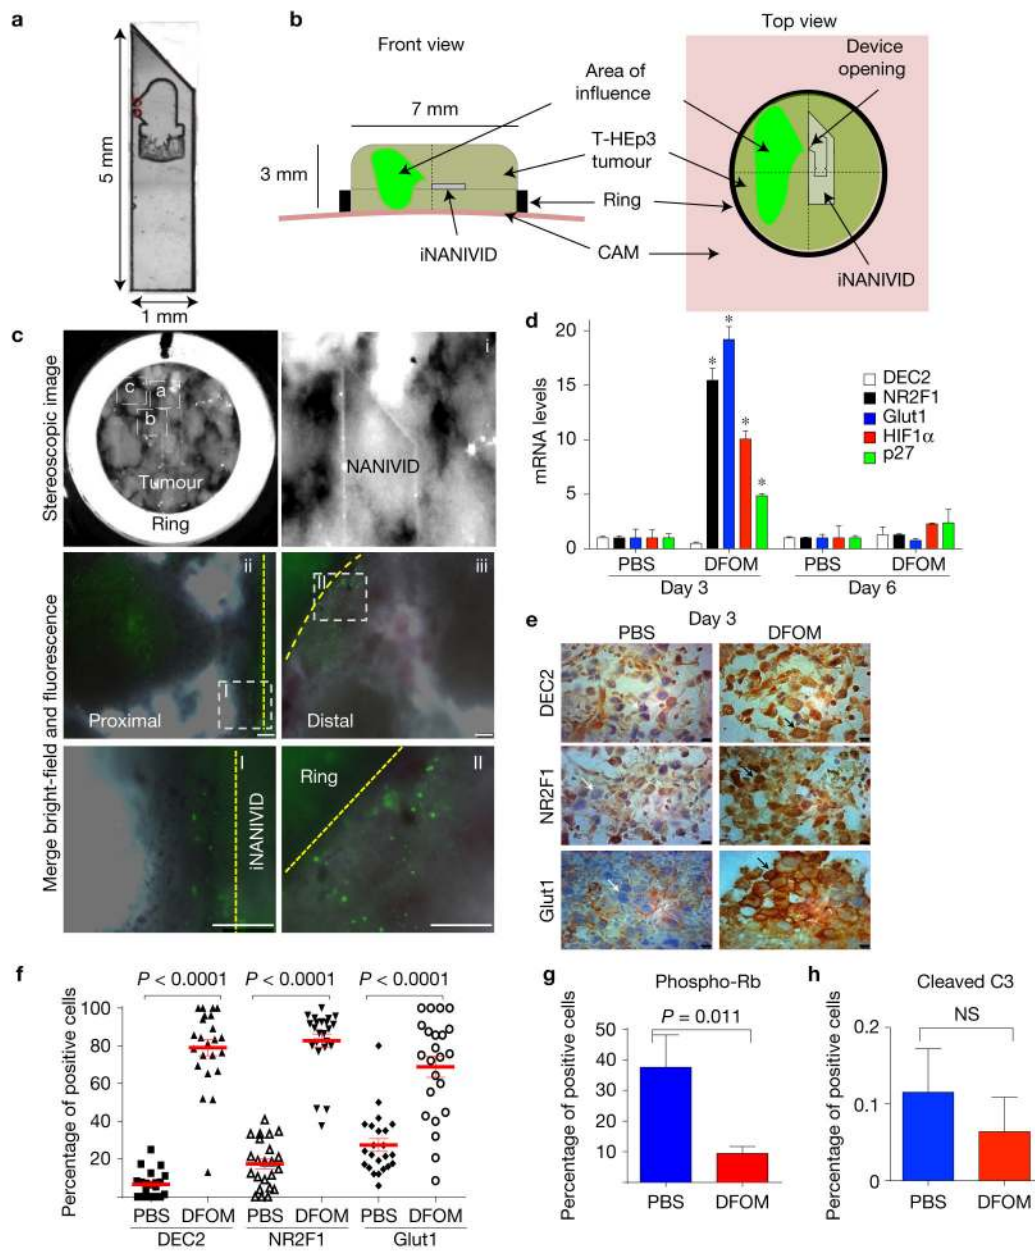 a
5 mm
1 mm
b
Front view
Top view
7 mm
3 mm
Area of
influence
Device
opening
T-HEp3
tumour
Ring
CAM
iNANIVID
iNANIVID
c
Stereoscopic image
c
a
b
Tumour
Ring
i
NANIVID
Merge bright-field and fluorescence
ii
I
Proximal
iii
II
Distal
I
iNANIVID
II
Ring
d
mRNA levels
20
15
10
5
0
* * * *
DEC2
NR2F1
Glut1
HIF1α
p27
PBS DFOM PBS DFOM
Day 3 Day 6
e
Day 3
PBS DFOM
DEC2
NR2F1
Glut1
f
Percentage of positive cells
P < 0.0001 P < 0.0001 P < 0.0001
100
80
60
40
20
PBS DFOM PBS DFOM PBS DFOM
DEC2 NR2F1 Glut1
g
Phospho-Rb
P = 0.011
Percentage of positive cells
50
40
30
20
10
PBS DFOM
h
Cleaved C3
NS
Percentage of positive cells
0.2
0.1
0
PBS DFOM